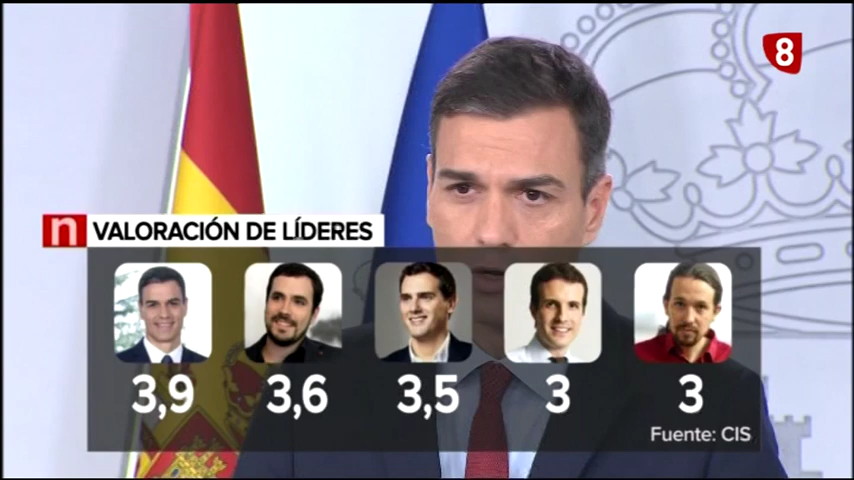 8
n VALORACIÓN DE LÍDERES
3,9 3,6 3,5 3 3
Fuente: CIS